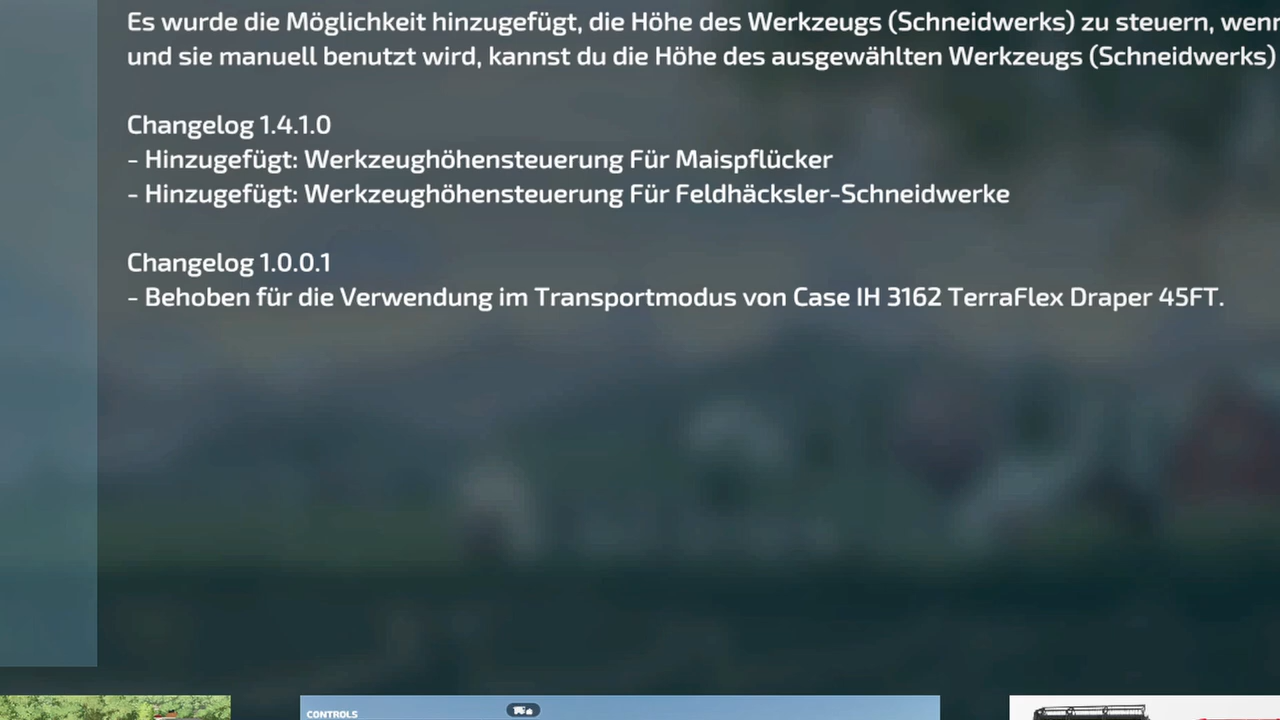 Es wurde die Möglichkeit hinzugefügt, die Höhe des Werkzeugs (Schneidwerks) zu steuern, wenn
und sie manuell benutzt wird, kannst du die Höhe des ausgewählten Werkzeugs (Schneidwerks)
Changelog 1.4.1.0
- Hinzugefügt: Werkzeughöhensteuerung Für Maispflücker
- Hinzugefügt: Werkzeughöhensteuerung Für Feldhäcksler-Schneidwerke
Changelog 1.0.0.1
- Behoben für die Verwendung im Transportmodus von Case IH 3162 TerraFlex Draper 45FT.
CONTROLS